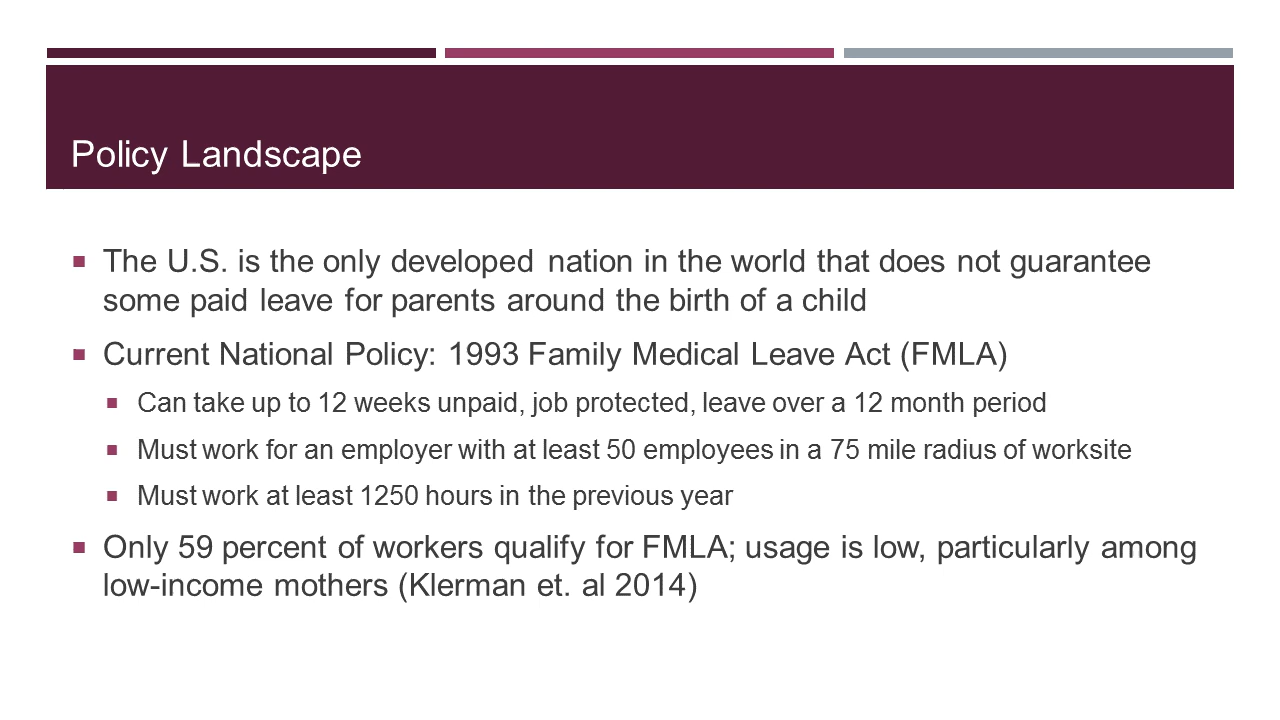 Policy Landscape
The U.S. is the only developed nation in the world that does not guarantee
some paid leave for parents around the birth of a child
Current National Policy: 1993 Family Medical Leave Act (FMLA)
Can take up to 12 weeks unpaid, job protected, leave over a 12 month period
Must work for an employer with at least 50 employees in a 75 mile radius of worksite
Must work at least 1250 hours in the previous year
Only 59 percent of workers qualify for FMLA; usage is low, particularly among
low-income mothers (Klerman et. al 2014)